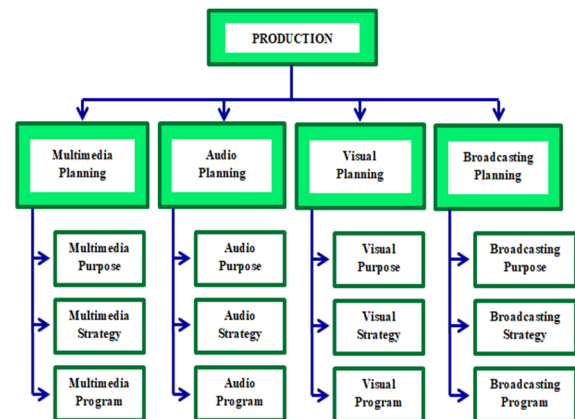 PRODUCTION
Multimedia
Planning
Audio
Planning
Visual
Planning
Broadcasting
Planning
Multimedia
Purpose
Audio
Purpose
Visual
Purpose
Broadcasting
Purpose
Multimedia
Strategy
Audio
Strategy
Visual
Strategy
Broadcasting
Strategy
Multimedia
Program
Audio
Program
Visual
Program
Broadcasting
Program